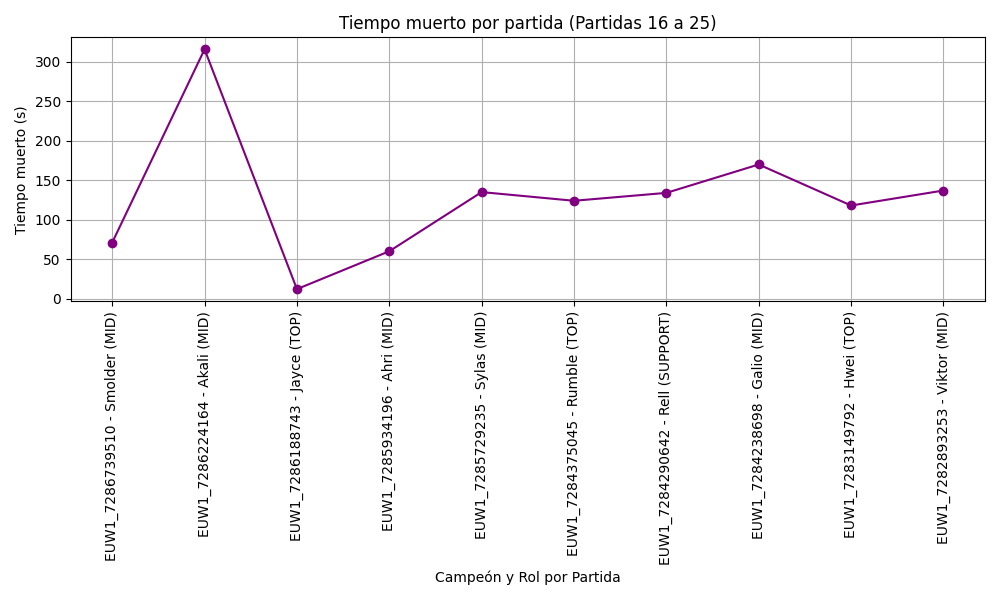 Tiempo muerto por partida (Partidas 16 a 25)
Tiempo muerto (s)
300
250
200
150
100
50
0
EUW1_7286739510 - Smolder (MID)
EUW1_7286224164 - Akali (MID)
EUW1_7286188743 - Jayce (TOP)
EUW1_7285934196 - Ahri (MID)
EUW1_7285729235 - Sylas (MID)
EUW1_7284375045 - Rumble (TOP)
EUW1_7284290642 - Rell (SUPPORT)
EUW1_7284238698 - Galio (MID)
EUW1_7283149792 - Hwei (TOP)
EUW1_7282893253 - Viktor (MID)
Campeón y Rol por Partida